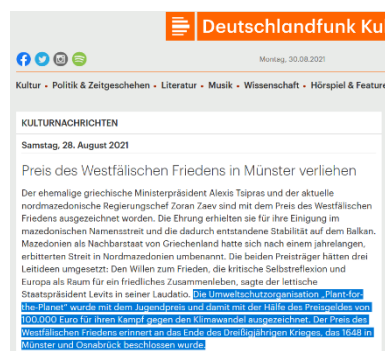 Deutschlandfunk Ku
Montag, 30.08.2021
Kultur • Politik & Zeitgeschehen • Literatur • Musik • Wissenschaft • Hörspiel & Feature
KULTURNACHRICHTEN
Samstag, 28. August 2021
Preis des Westfälischen Friedens in Münster verliehen
Der ehemalige griechische Ministerpräsident Alexis Tsipras und der aktuelle
nordmazedonische Regierungschef Zoran Zaev sind mit dem Preis des Westfälischen
Friedens ausgezeichnet worden. Die Ehrung erhielten sie für ihre Einigung im
mazedonischen Namensstreit und die dadurch entstandene Stabilität auf dem Balkan.
Mazedonien als Nachbarstaat von Griechenland hatte sich nach einem jahrelangen,
erbitterten Streit in Nordmazedonien umbenannt. Die beiden Preisträger hätten drei
Leitideen umgesetzt: Den Willen zum Frieden, die kritische Selbstreflexion und
Europa als Raum für ein friedliches Zusammenleben, sagte der lettische
Staatspräsident Levits in seiner Laudatio. Die Umweltschutzorganisation „Plant-for-
the-Planet" wurde mit dem Jugendpreis und damit mit der Hälfte des Preisgeldes von
100.000 Euro für ihren Kampf gegen den Klimawandel ausgezeichnet. Der Preis des
Westfälischen Friedens erinnert an das Ende des Dreißigjährigen Krieges, das 1648 in
Münster und Osnabrück beschlossen wurde.